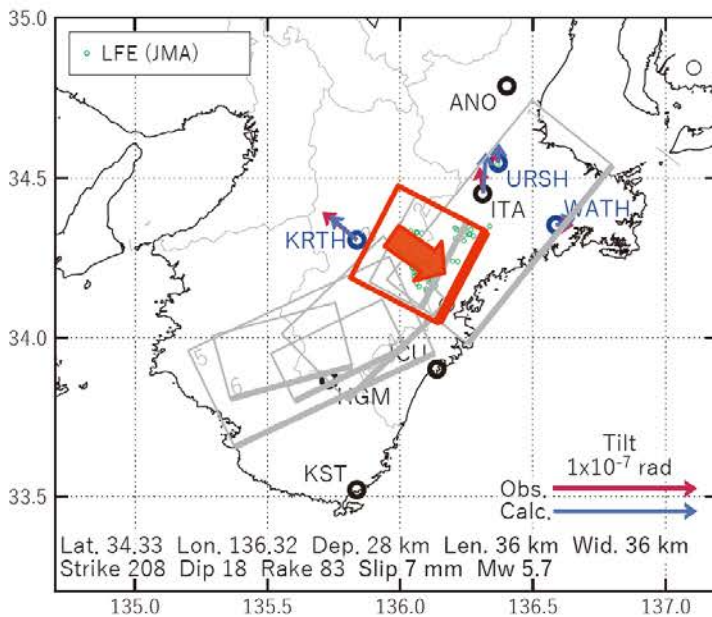 35.0
LFE (JMA)
ANO
34.5
URSH
ITA
WATH
KRTH
2
34.0
ICU
5
6
HGM
Tilt
1x10⁻⁷ rad
KST
Obs.
33.5
Calc.
Lat. 34.33 Lon. 136.32 Dep. 28 km Len. 36 km Wid. 36 km
Strike 208 Dip 18 Rake 83 Slip 7 mm Mw 5.7
135.0 135.5 136.0 136.5 137.0